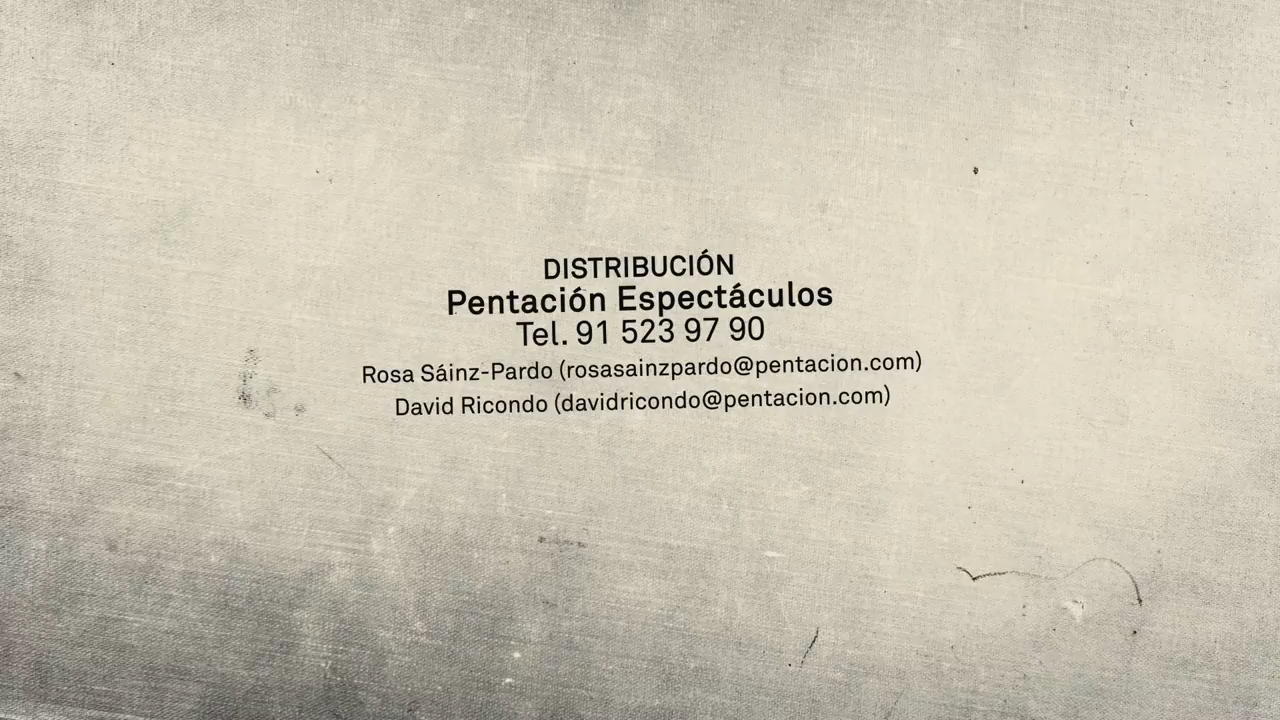 DISTRIBUCIÓN
Pentación Espectáculos
Tel. 91 523 97 90
Rosa Sáinz-Pardo (rosasainzpardo@pentacion.com)
David Ricondo (davidricondo@pentacion.com)